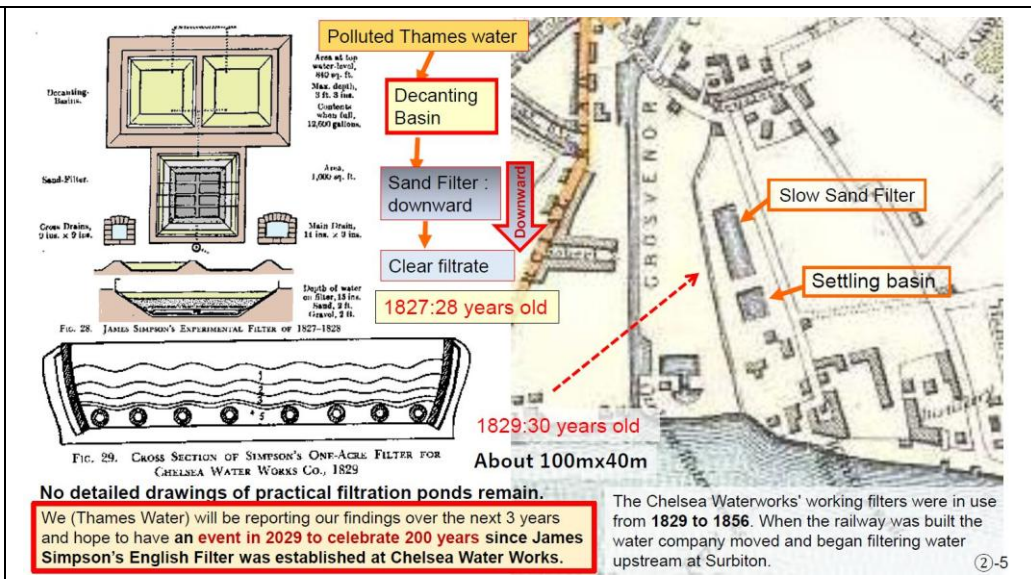 Decanting-
Basins.
Area at top
water-level,
840 sq. ft.
Max. depth,
3 ft. 3 ins.
Contents
when full,
12,600 gallons.
Sand-Filter.
Area,
1,000 sq. ft.
Cross Drains,
9 ins. × 9 ins.
Main Drain,
Depth of water
on filter, 15 ins.
Sand, 2 ft.
Gravel, 2 ft.
FIG. 28. JAMES SIMPSON'S EXPERIMENTAL FILTER OF 1827-1828
FIG. 29. CROSS SECTION OF SIMPSON'S ONE-ACRE FILTER FOR
CHELSEA WATER WORKS CO., 1829
Polluted Thames water
Decanting
Basin
Sand Filter :
downward
Downward
Clear filtrate
1827:28 years old
GROSVENOR
Slow Sand Filter
Settling basin
1829:30 years old
About 100mx40m
No detailed drawings of practical filtration ponds remain.
We (Thames Water) will be reporting our findings over the next 3 years
and hope to have an event in 2029 to celebrate 200 years since James
Simpson's English Filter was established at Chelsea Water Works.
The Chelsea Waterworks' working filters were in use
from 1829 to 1856. When the railway was built the
water company moved and began filtering water
upstream at Surbiton.
②-5